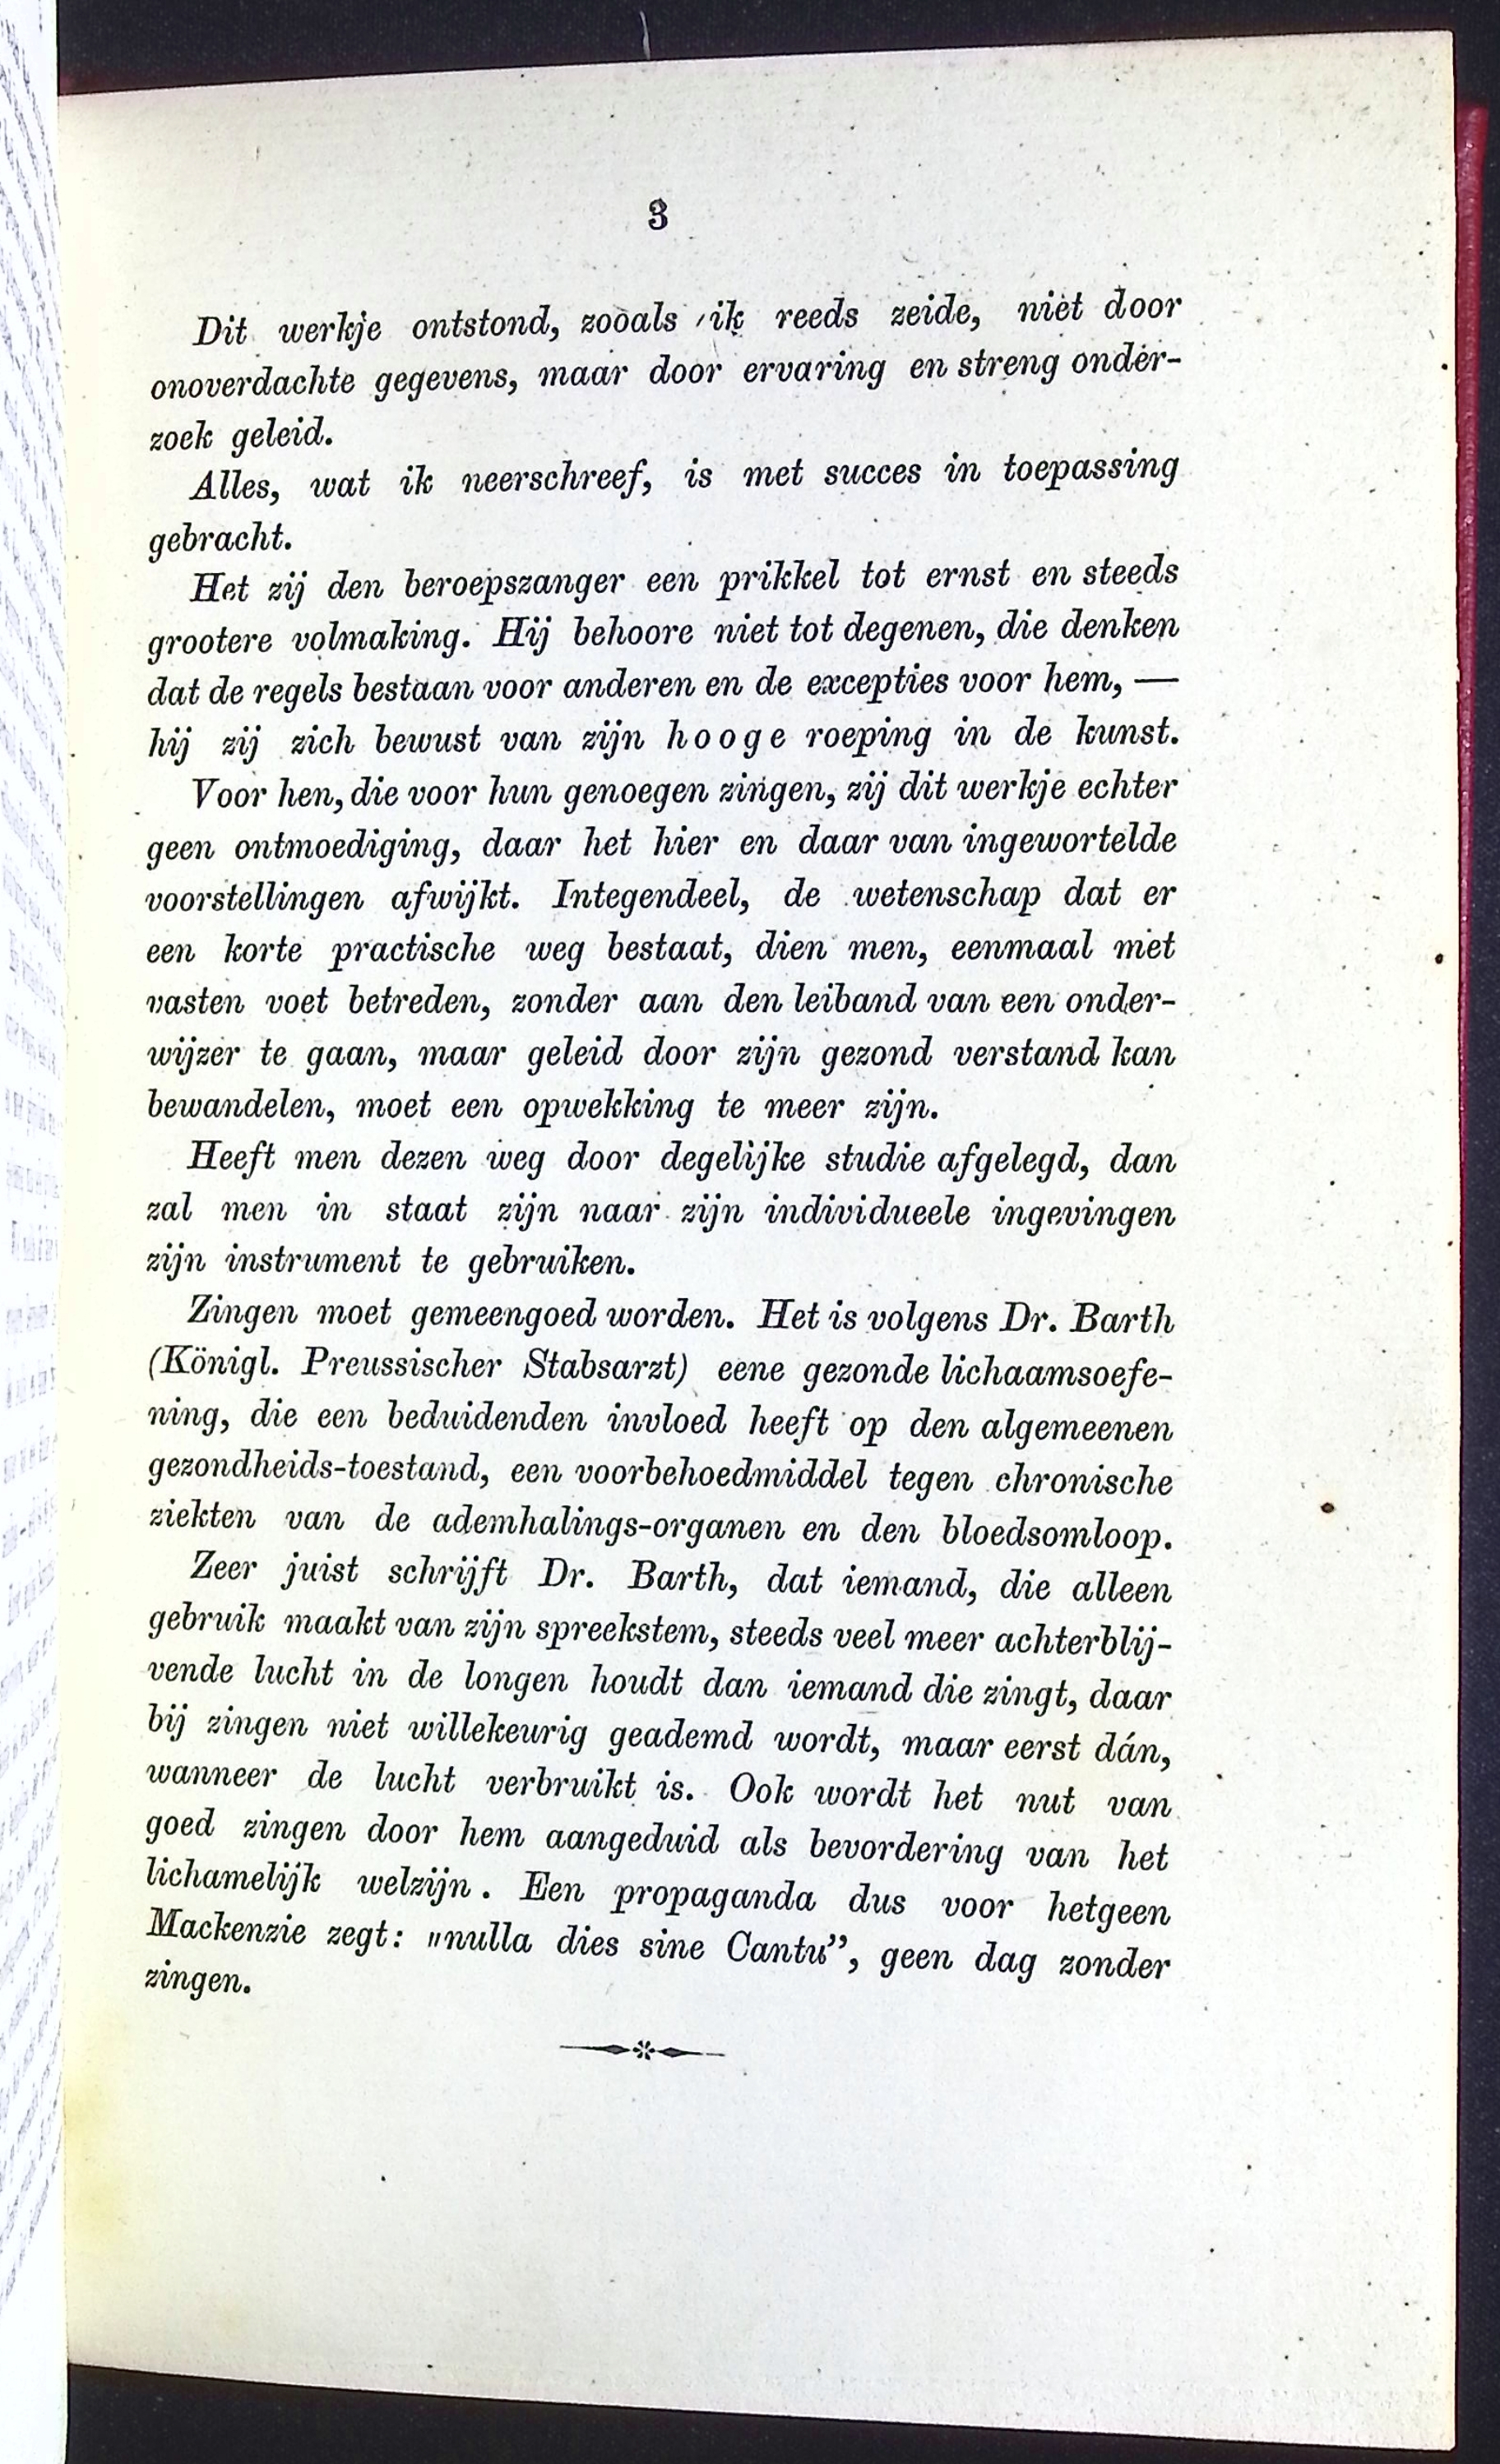 3
Dit werkje ontstond, zooals ik reeds zeide, niet door
onoverdachte gegevens, maar door ervaring en streng onder-
zoek geleid.
Alles, wat ik neerschreef, is met succes in toepassing
gebracht.
Het zij den beroepszanger een prikkel tot ernst en steeds
grootere volmaking. Hij behoore niet tot degenen, die denken
dat de regels bestaan voor anderen en de excepties voor hem, —
hij zij zich bewust van zijn hooge roeping in de kunst.
Voor hen, die voor hun genoegen zingen, zij dit werkje echter
geen ontmoediging, daar het hier en daar van ingewortelde
voorstellingen afwijkt. Integendeel, de wetenschap dat er
een korte practische weg bestaat, dien men, eenmaal met
vasten voet betreden, zonder aan den leiband van een onder-
wijzer te gaan, maar geleid door zijn gezond verstand kan
bewandelen, moet een opwekking te meer zijn.
Heeft men dezen weg door degelijke studie afgelegd, dan
zal men in staat zijn naar zijn individueele ingevingen
zijn instrument te gebruiken.
Zingen moet gemeengoed worden. Het is volgens Dr. Barth
(Königl. Preussischer Stabsarzt) eene gezonde lichaamsoefe-
ning, die een beduidenden invloed heeft op den algemeenen
gezondheids-toestand, een voorbehoedmiddel tegen chronische
ziekten van de ademhalings-organen en den bloedsomloop.
Zeer juist schrijft Dr. Barth, dat iemand, die alleen
gebruik maakt van zijn spreekstem, steeds veel meer achterblij-
vende lucht in de longen houdt dan iemand die zingt, daar
bij zingen niet willekeurig geademd wordt, maar eerst dán,
wanneer de lucht verbruikt is. Ook wordt het nut van
goed zingen door hem aangeduid als bevordering van het
lichamelijk welzijn. Een propaganda dus voor hetgeen
Mackenzie zegt: „nulla dies sine Cantu”, geen dag zonder
zingen.